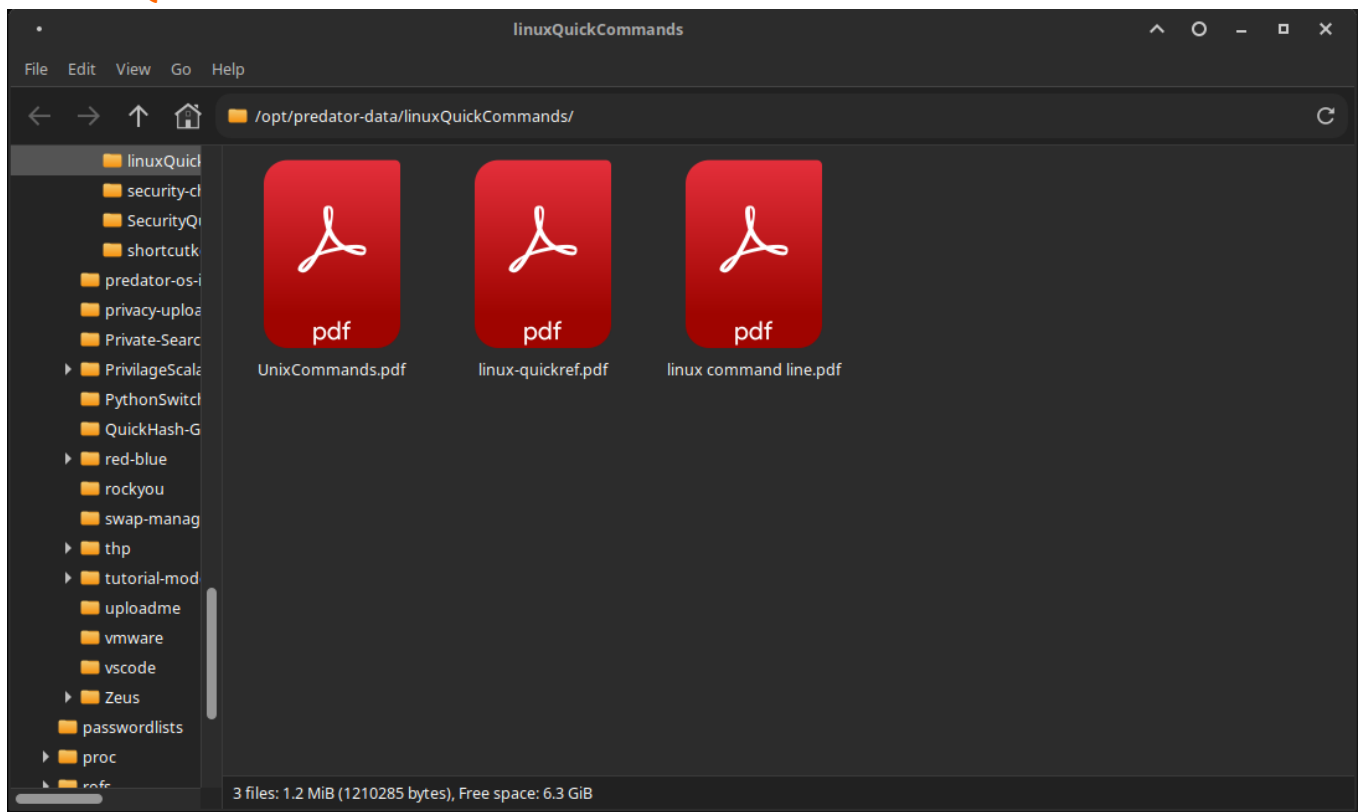 linuxQuickCommands
File Edit View Go Help
/opt/predator-data/linuxQuickCommands/
linuxQuick
security-ch
SecurityQu
shortcutk
predator-os-i
privacy-uploa
Private-Searc
PrivilageScala
PythonSwitch
QuickHash-G
red-blue
rockyou
swap-manag
thp
tutorial-mod
uploadme
vmware
vscode
Zeus
passwordlists
proc
pdf
UnixCommands.pdf
pdf
linux-quickref.pdf
pdf
linux command line.pdf
3 files: 1.2 MiB (1210285 bytes), Free space: 6.3 GiB